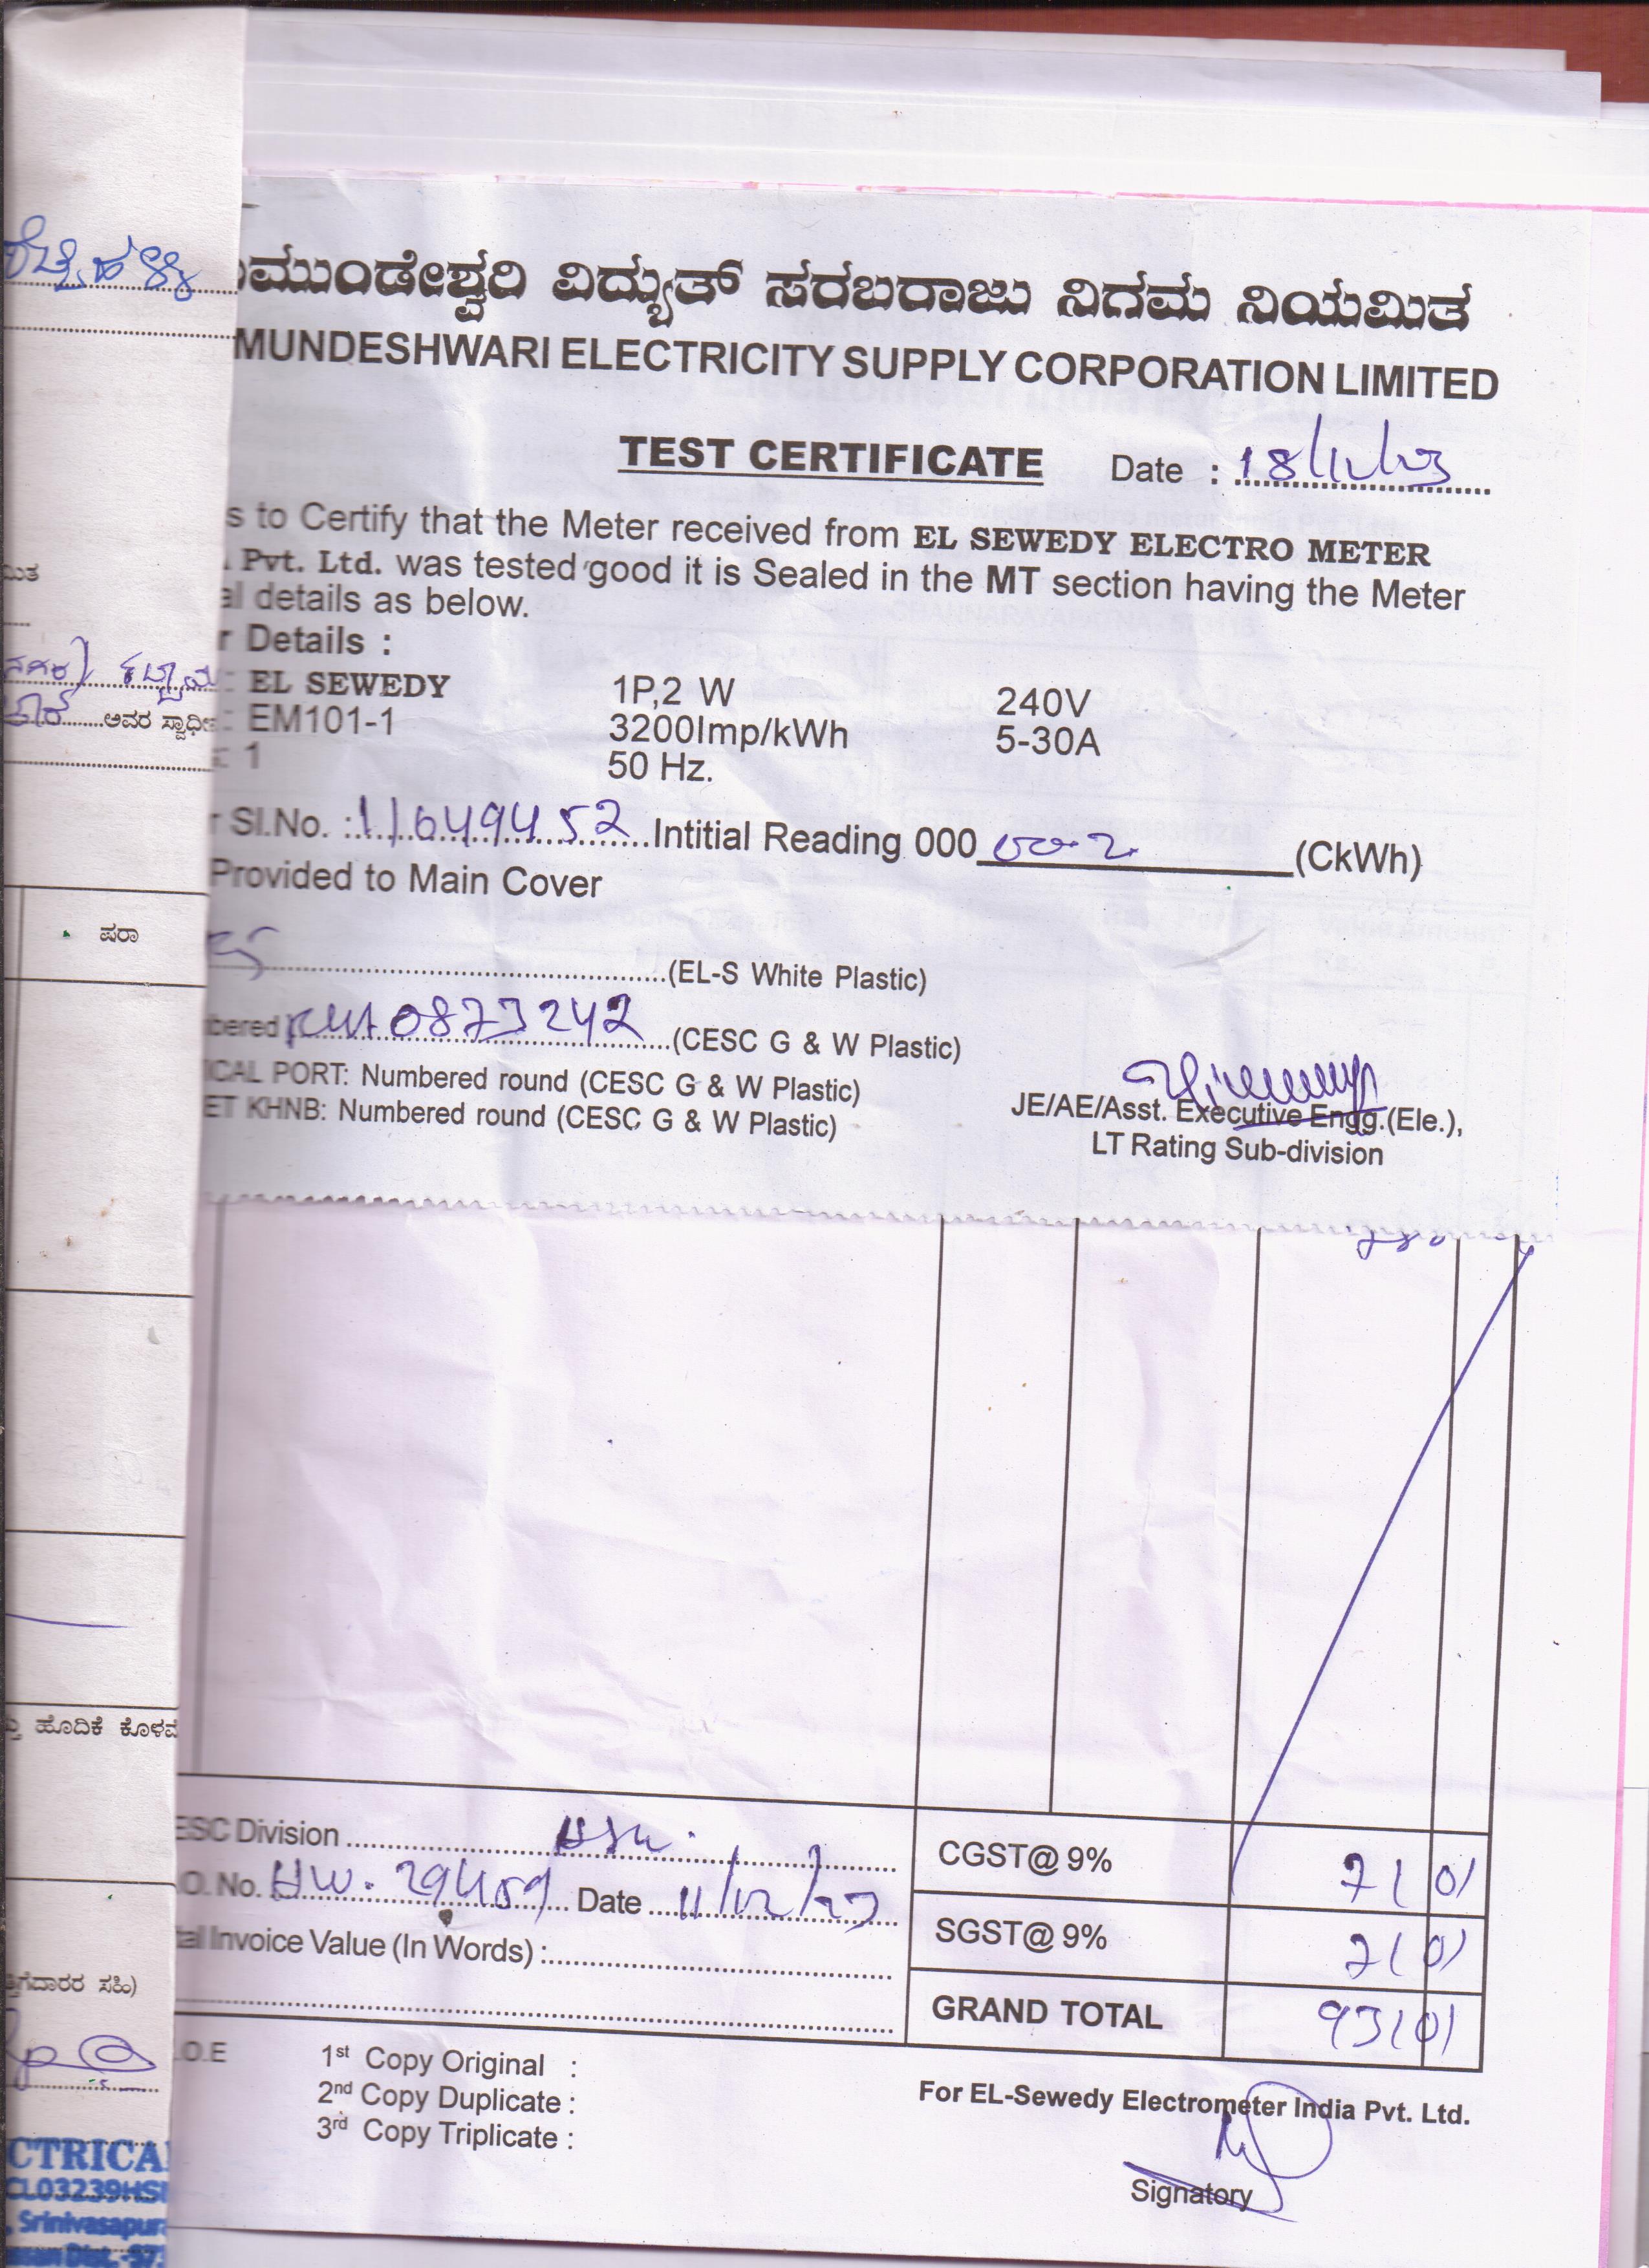 ಮುಂಡೇಶ್ವರಿ ವಿದ್ಯುತ್ ಸರಬರಾಜು ನಿಗಮ ನಿಯಮಿತ
MUNDESHWARI ELECTRICITY SUPPLY CORPORATION LIMITED
TEST CERTIFICATE Date :
s to Certify that the Meter received from EL SEWEDY ELECTRO METER
Pvt. Ltd. was tested good it is Sealed in the MT section having the Meter
al details as below.
r Details :
: EL SEWEDY 1P,2 W 240V
: EM101-1 3200Imp/kWh 5-30A
: 1 50 Hz.
r Sl.No. : 11649452 Intitial Reading 000 (CkWh)
Provided to Main Cover
(EL-S White Plastic)
bered 0873242 (CESC G & W Plastic)
ICAL PORT: Numbered round (CESC G & W Plastic)
ET KHNB: Numbered round (CESC G & W Plastic)
JE/AE/Asst. Executive Engg.(Ele.),
LT Rating Sub-division
ESC Division
CGST@ 9% 71 01
.O. No. HW. 29459 Date 11/12/23
SGST@ 9% 71 01
tal Invoice Value (In Words) :
GRAND TOTAL 931 01
.O.E
1st Copy Original :
2nd Copy Duplicate :
3rd Copy Triplicate :
For EL-Sewedy Electrometer India Pvt. Ltd.
Signatory
ಅವರ
ಷರಾ
ಹೊದಿಕೆ ಕೊಳವೆ
ಸಹಿ)
CTRICA
CL03239HS
Srinivasapur